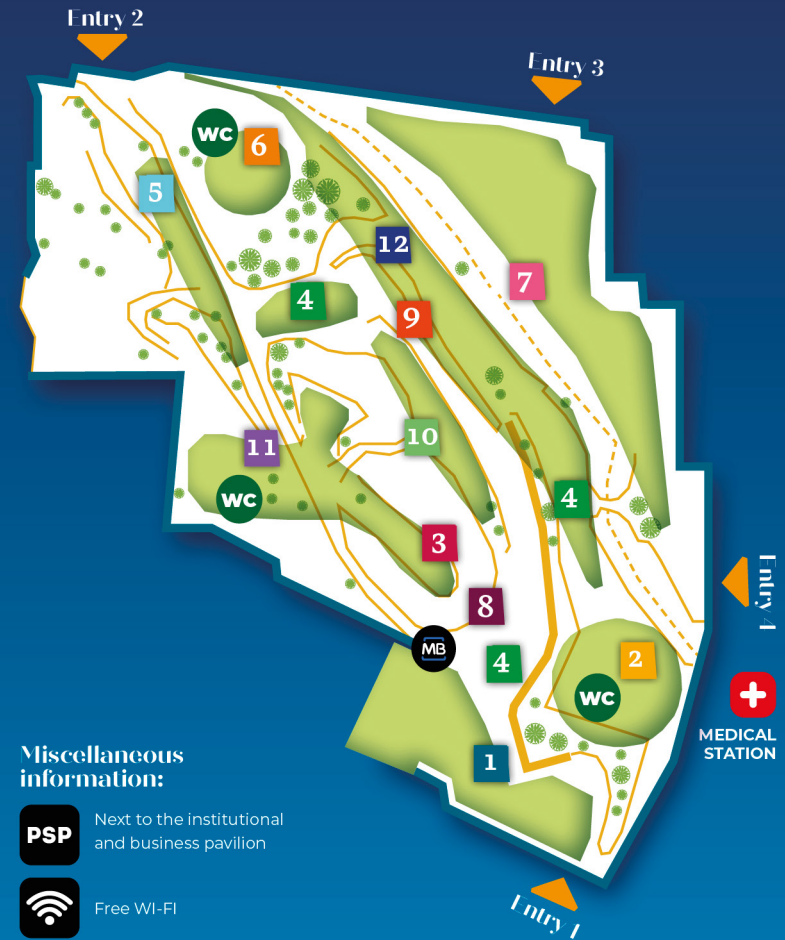 Entry 2
Entry 3
WC
6
5
12
7
4
9
10
11
WC
4
3
8
Entry 4
MB
4
2
WC
MEDICAL
STATION
1
Miscellaneous
information:
PSP
Next to the institutional
and business pavilion
Free WI-FI
Entry 1